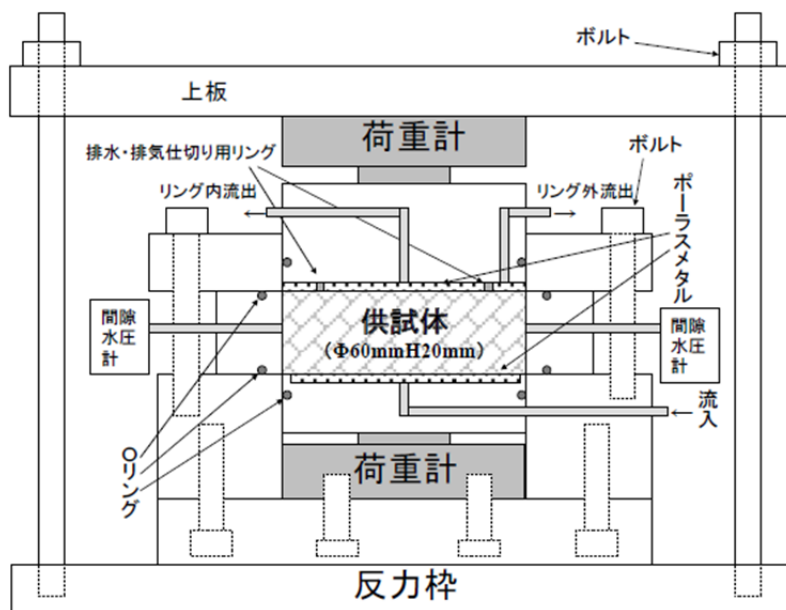 ボルト
上板
荷重計
排水・排気仕切り用リング
ボルト
リング内流出
リング外流出
ポーラスメタル
間隙
水圧
計
供試体
(Φ60mmH20mm)
間隙
水圧
計
流入
Oリング
荷重計
反力枠